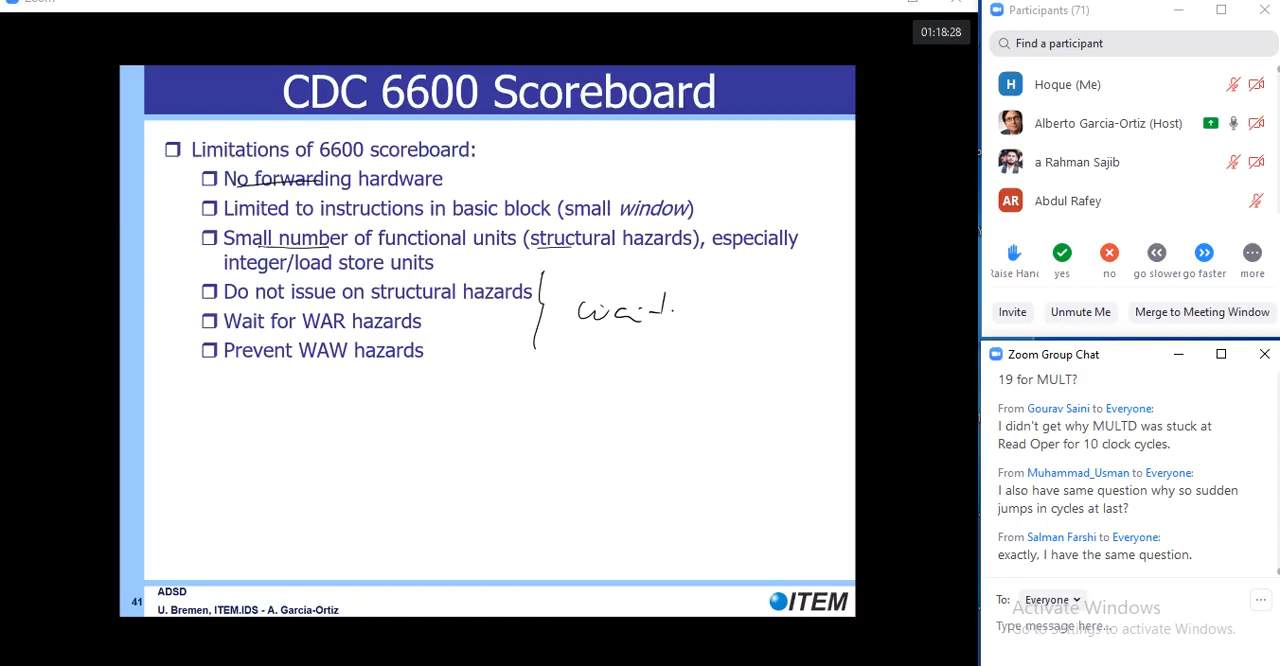 Zoom
01:18:28
CDC 6600 Scoreboard
Limitations of 6600 scoreboard:
No forwarding hardware
Limited to instructions in basic block (small window)
Small number of functional units (structural hazards), especially
integer/load store units
Do not issue on structural hazards
Wait for WAR hazards
Prevent WAW hazards
wait.
41
ADSD
U. Bremen, ITEM.IDS - A. Garcia-Ortiz
ITEM
Participants (71)
Find a participant
H
Hoque (Me)
Alberto Garcia-Ortiz (Host)
a Rahman Sajib
AR
Abdul Rafey
Raise Hand
yes
no
go slower
go faster
more
Invite
Unmute Me
Merge to Meeting Window
Zoom Group Chat
19 for MULT?
From Gourav Saini to Everyone:
I didn't get why MULTD was stuck at
Read Oper for 10 clock cycles.
From Muhammad_Usman to Everyone:
I also have same question why so sudden
jumps in cycles at last?
From Salman Farshi to Everyone:
exactly, I have the same question.
To: Everyone
Activate Windows
Type message here...
Go to Settings to activate Windows.